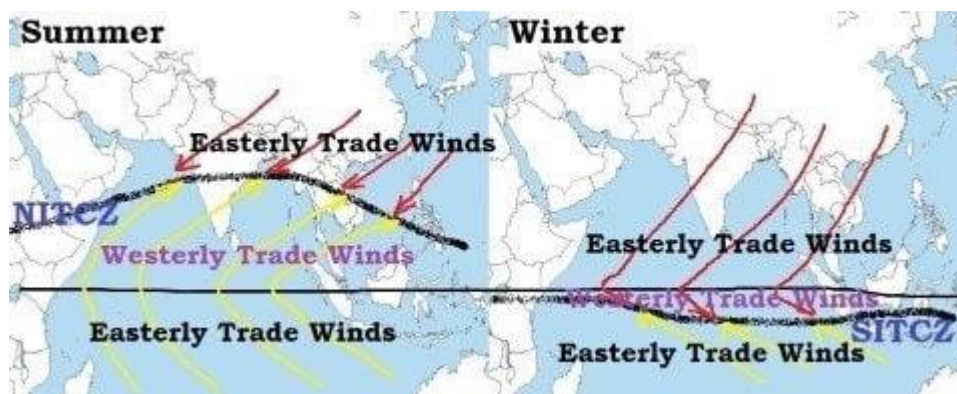 Summer
Easterly Trade Winds
NITCZ
Westerly Trade Winds
Easterly Trade Winds
Winter
Easterly Trade Winds
Westerly Trade Winds
SITCZ
Easterly Trade Winds